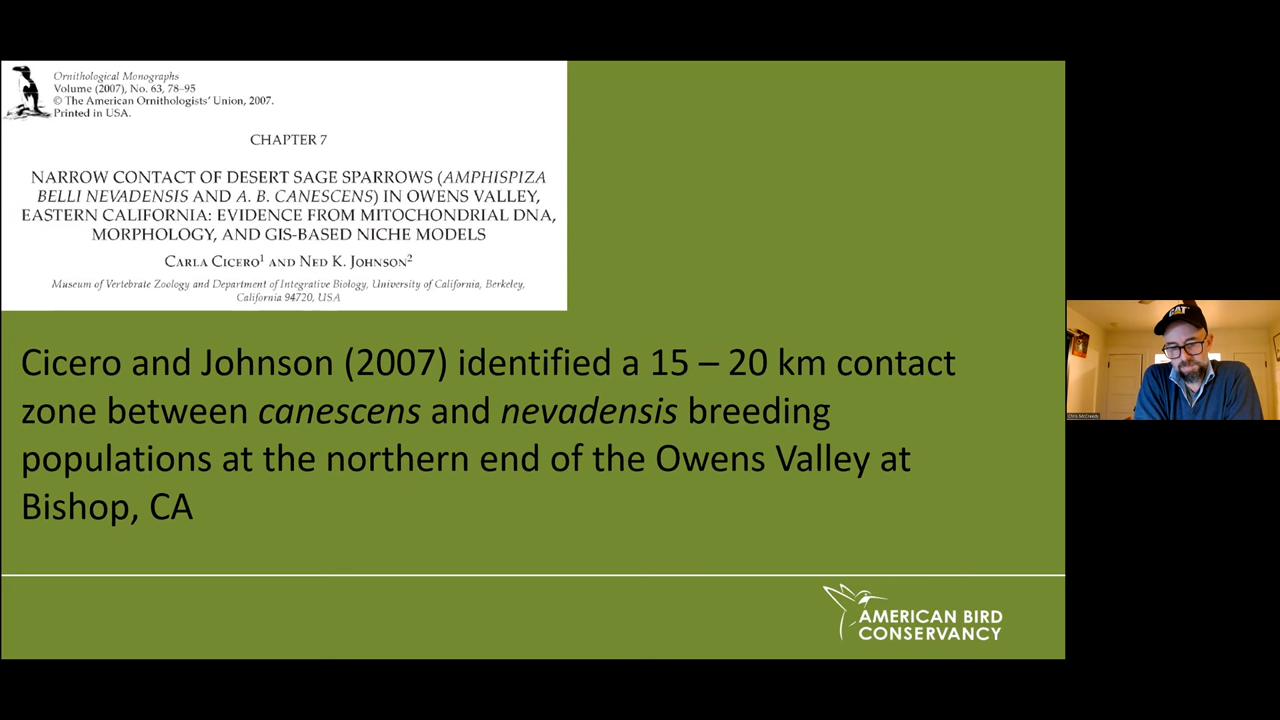 Ornithological Monographs
Volume (2007), No. 63, 78–95
© The American Ornithologists' Union, 2007.
Printed in USA.
CHAPTER 7
NARROW CONTACT OF DESERT SAGE SPARROWS (AMPHISPIZA
BELLI NEVADENSIS AND A. B. CANESCENS) IN OWENS VALLEY,
EASTERN CALIFORNIA: EVIDENCE FROM MITOCHONDRIAL DNA,
MORPHOLOGY, AND GIS-BASED NICHE MODELS
Carla Cicero¹ and Ned K. Johnson²
Museum of Vertebrate Zoology and Department of Integrative Biology, University of California, Berkeley,
California 94720, USA
Cicero and Johnson (2007) identified a 15 – 20 km contact
zone between canescens and nevadensis breeding
populations at the northern end of the Owens Valley at
Bishop, CA
CAT
Chris McCreedy
AMERICAN BIRD
CONSERVANCY